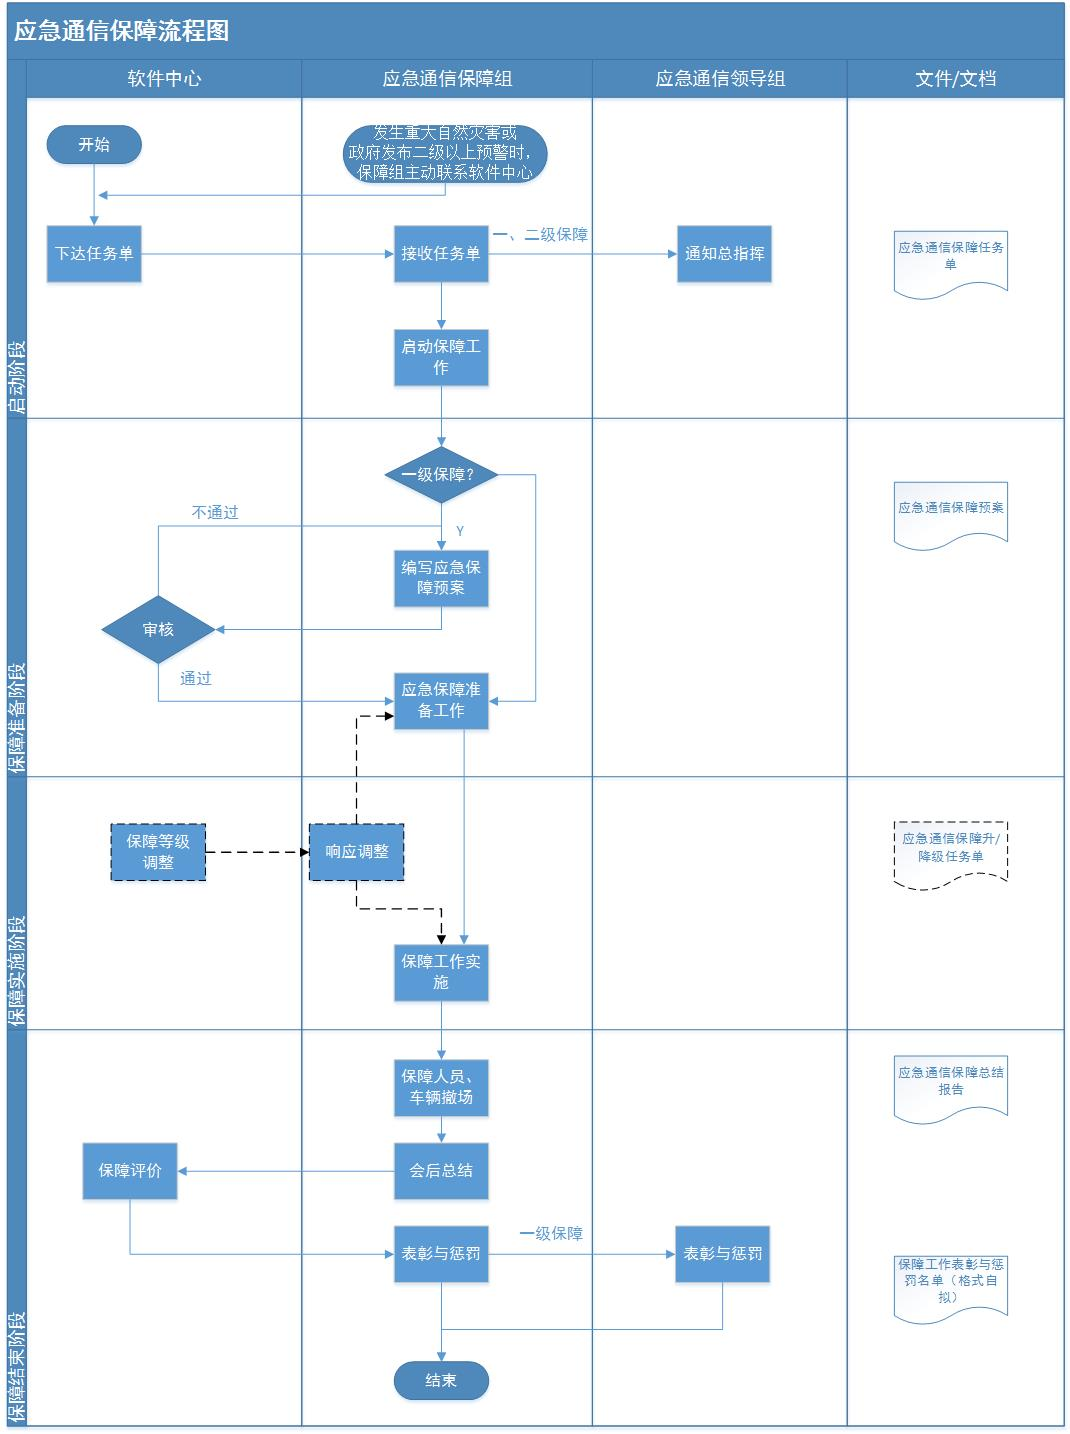 应急通信保障流程图
软件中心
应急通信保障组
应急通信领导组
文件/文档
启动阶段
开始
发生重大自然灾害或
政府发布二级以上预警时，
保障组主动联系软件中心
下达任务单
接收任务单
一、二级保障
通知总指挥
应急通信保障任务
单
启动保障工
作
保障准备阶段
一级保障？
不通过
Y
应急通信保障预案
编写应急保
障预案
审核
通过
应急保障准
备工作
保障实施阶段
保障等级
调整
响应调整
应急通信保障升/
降级任务单
保障工作实
施
保障结束阶段
保障人员、
车辆撤场
应急通信保障总结
报告
保障评价
会后总结
表彰与惩罚
一级保障
表彰与惩罚
保障工作表彰与惩
罚名单（格式自
拟）
结束